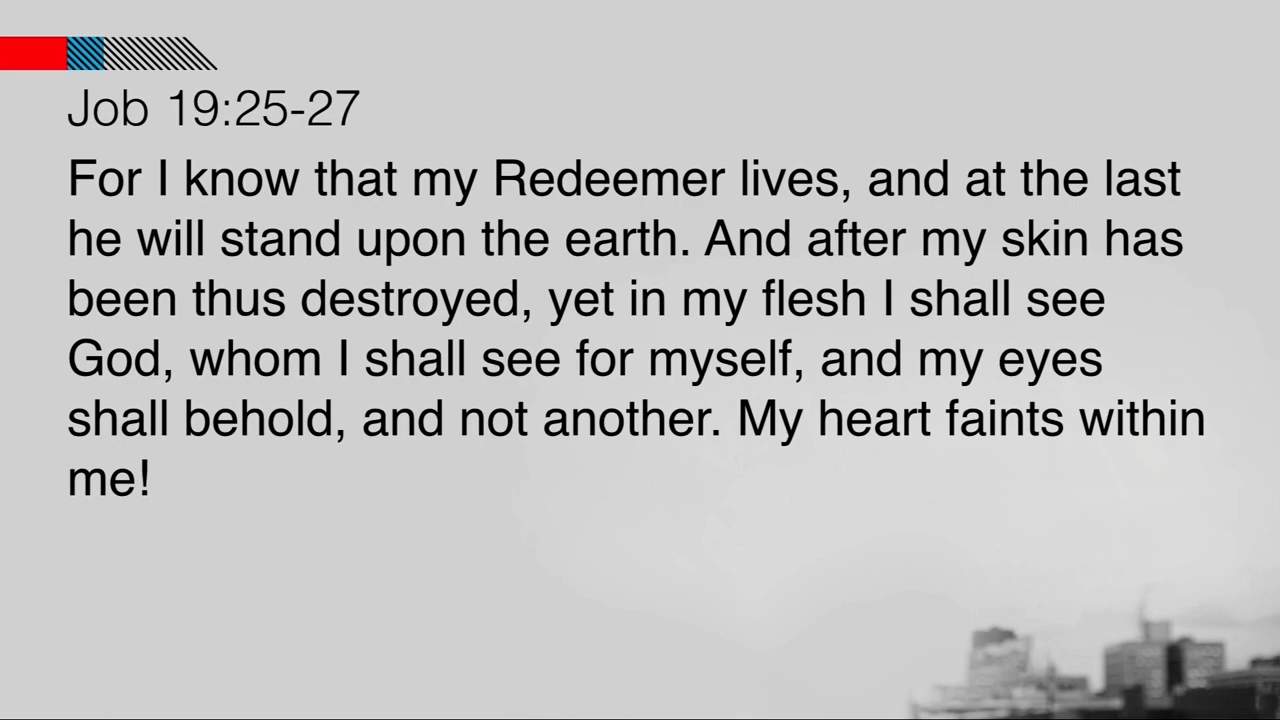 Job 19:25-27
For I know that my Redeemer lives, and at the last
he will stand upon the earth. And after my skin has
been thus destroyed, yet in my flesh I shall see
God, whom I shall see for myself, and my eyes
shall behold, and not another. My heart faints within
me!